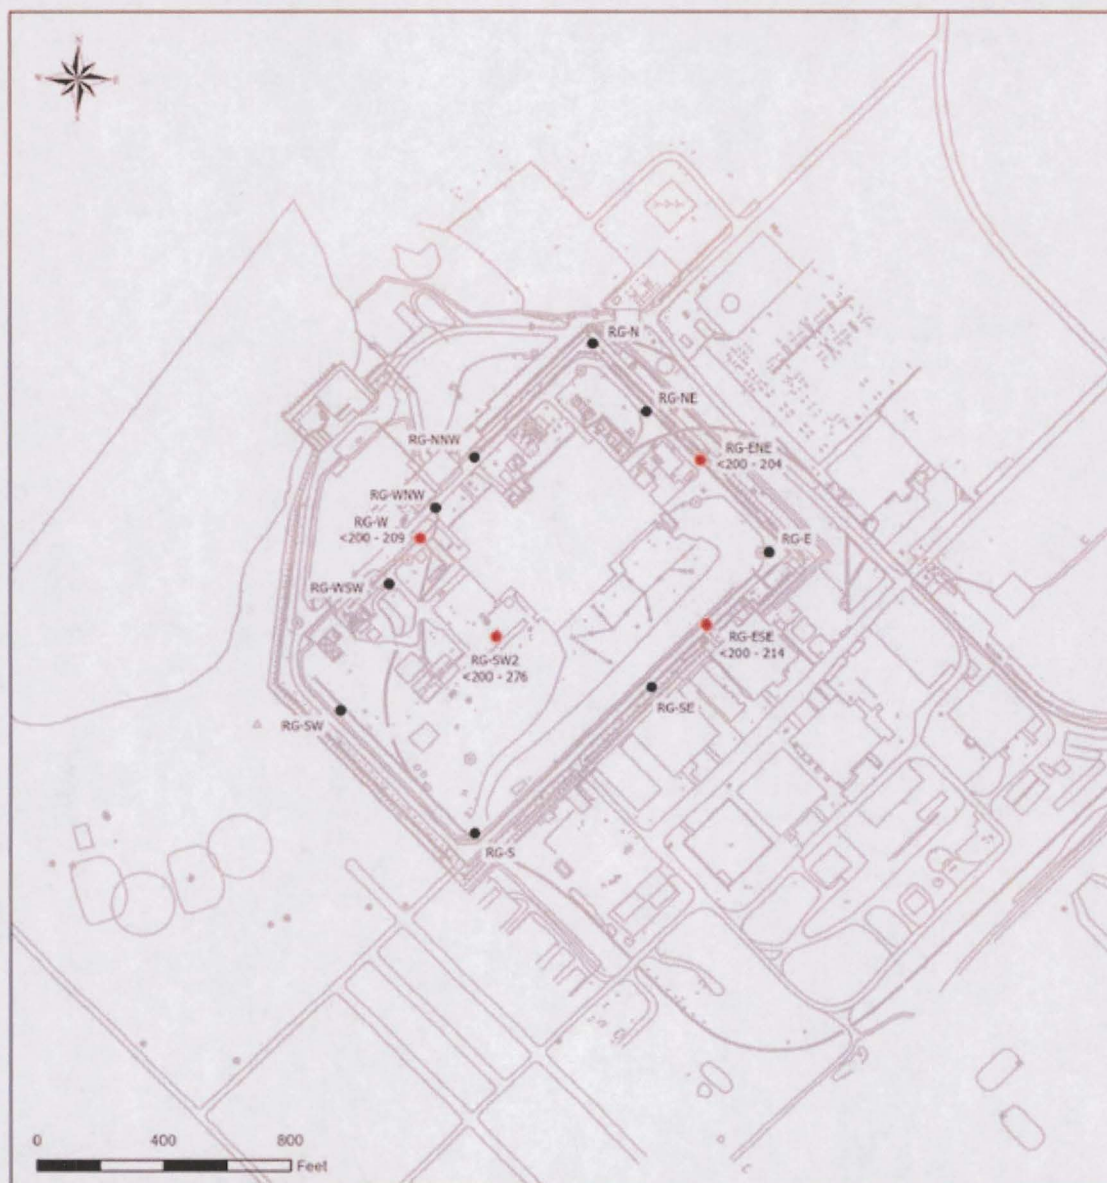 RG-N
RG-NE
RG-NNW
RG-ENE
<200 - 204
RG-WNW
RG-W
<200 - 209
RG-E
RG-WSW
RG-ESE
<200 - 214
RG-SW2
<200 - 276
RG-SE
RG-SW
RG-S
0 400 800
Feet